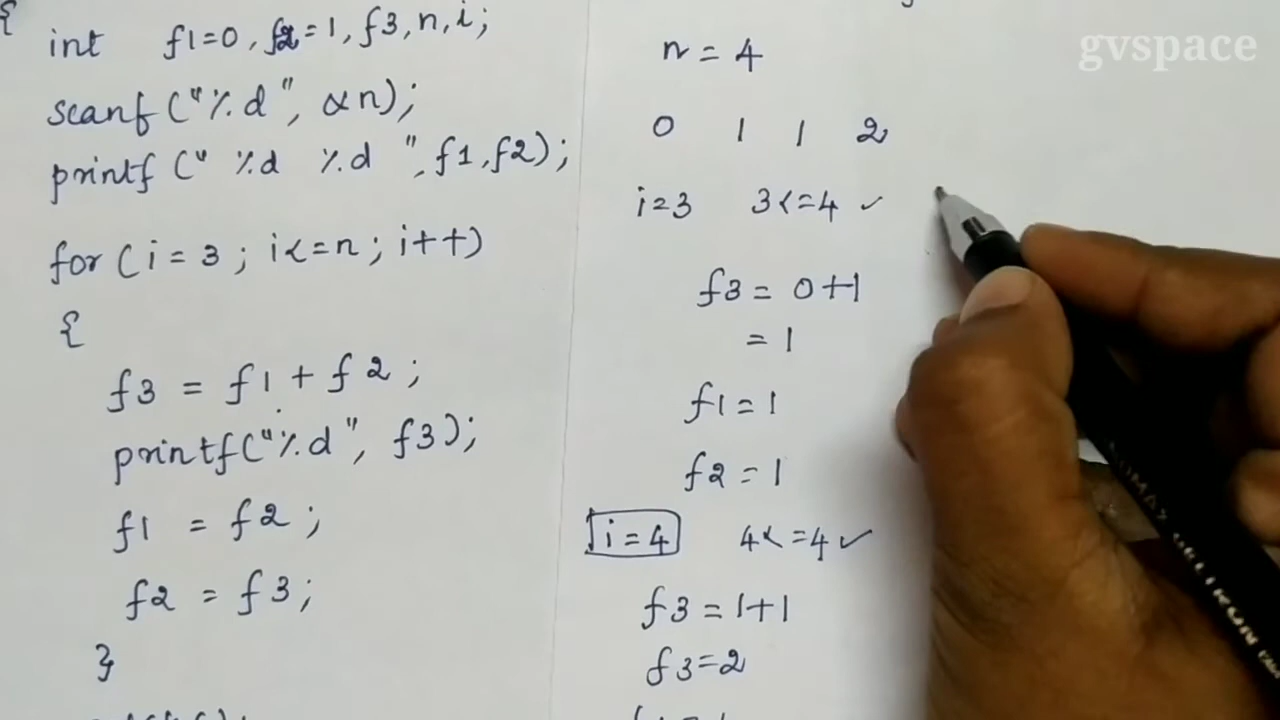 {
int f1=0, f2=1, f3, n, i;
scanf ("%d", &n);
printf (" %d %d ", f1, f2);
for (i = 3; i<=n; i++)
{
f3 = f1 + f2;
printf("%d", f3);
f1 = f2;
f2 = f3;
}
gvspace
n = 4
0 1 1 2
i=3 3<=4 ✓
f3 = 0+1
= 1
f1 = 1
f2 = 1
i = 4 4<=4 ✓
f3 = 1+1
f3=2